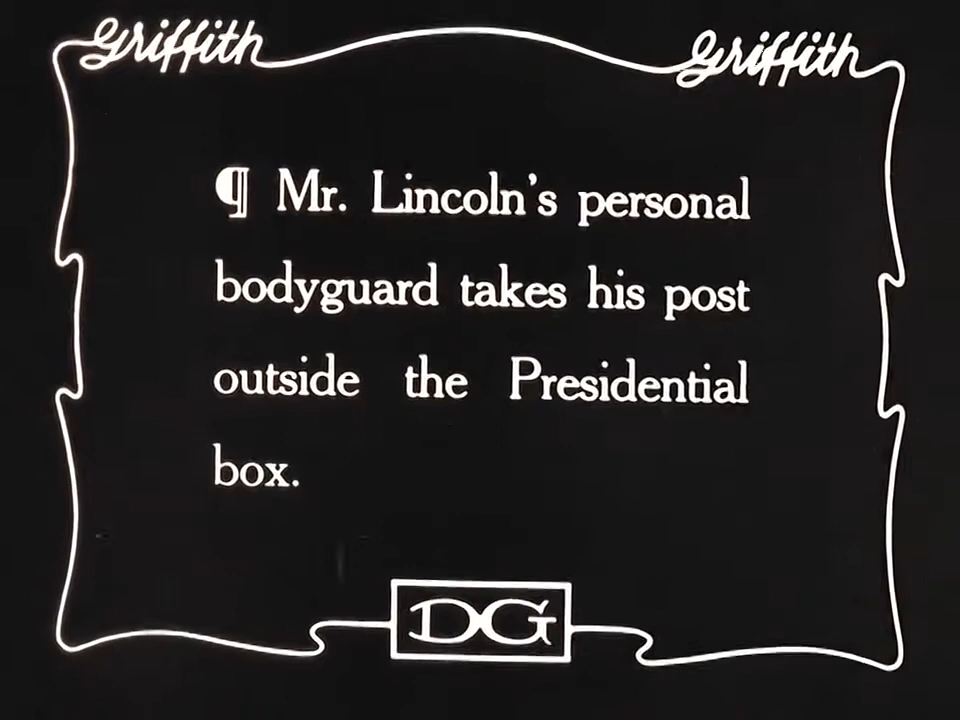 Griffith Griffith
¶ Mr. Lincoln's personal
bodyguard takes his post
outside the Presidential
box.
DG